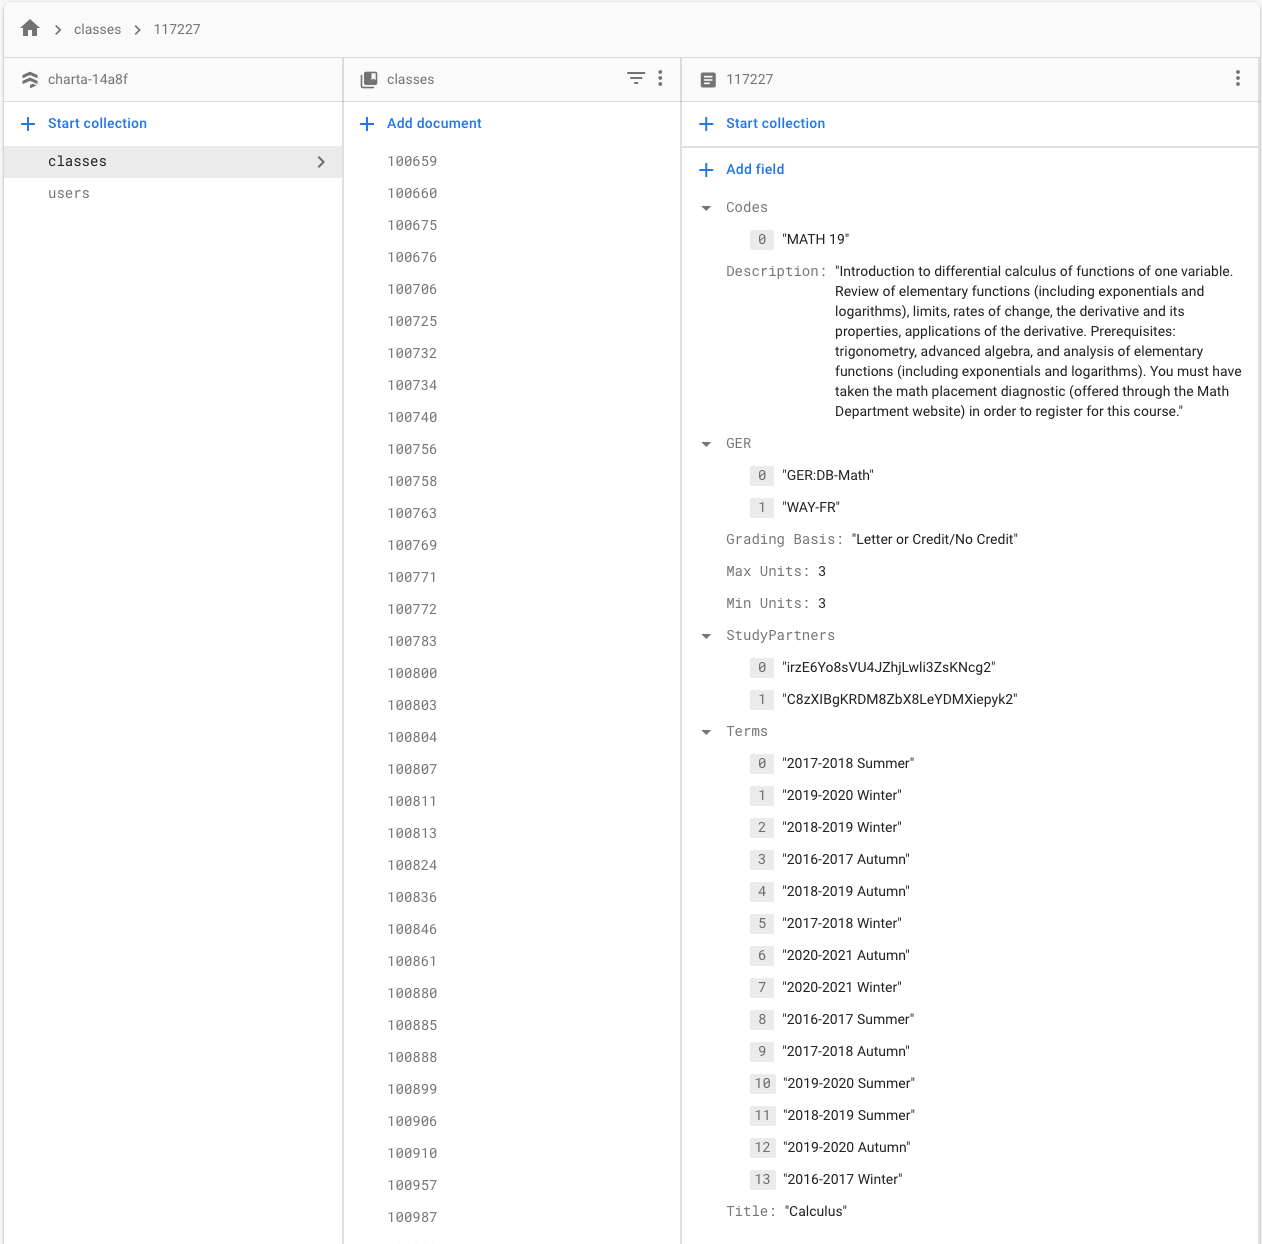 classes 117227
charta-14a8f
Start collection
classes
users
classes
Add document
100659
100660
100675
100676
100706
100725
100732
100734
100740
100756
100758
100763
100769
100771
100772
100783
100800
100803
100804
100807
100811
100813
100824
100836
100846
100861
100880
100885
100888
100899
100906
100910
100957
100987
117227
Start collection
Add field
Codes
0 "MATH 19"
Description: "Introduction to differential calculus of functions of one variable.
Review of elementary functions (including exponentials and
logarithms), limits, rates of change, the derivative and its
properties, applications of the derivative. Prerequisites:
trigonometry, advanced algebra, and analysis of elementary
functions (including exponentials and logarithms). You must have
taken the math placement diagnostic (offered through the Math
Department website) in order to register for this course."
GER
0 "GER:DB-Math"
1 "WAY-FR"
Grading Basis: "Letter or Credit/No Credit"
Max Units: 3
Min Units: 3
StudyPartners
0 "irzE6Yo8sVU4JZhjLwli3ZsKNcg2"
1 "C8zXIBgKRDM8ZbX8LeYDMXiepyk2"
Terms
0 "2017-2018 Summer"
1 "2019-2020 Winter"
2 "2018-2019 Winter"
3 "2016-2017 Autumn"
4 "2018-2019 Autumn"
5 "2017-2018 Winter"
6 "2020-2021 Autumn"
7 "2020-2021 Winter"
8 "2016-2017 Summer"
9 "2017-2018 Autumn"
10 "2019-2020 Summer"
11 "2018-2019 Summer"
12 "2019-2020 Autumn"
13 "2016-2017 Winter"
Title: "Calculus"